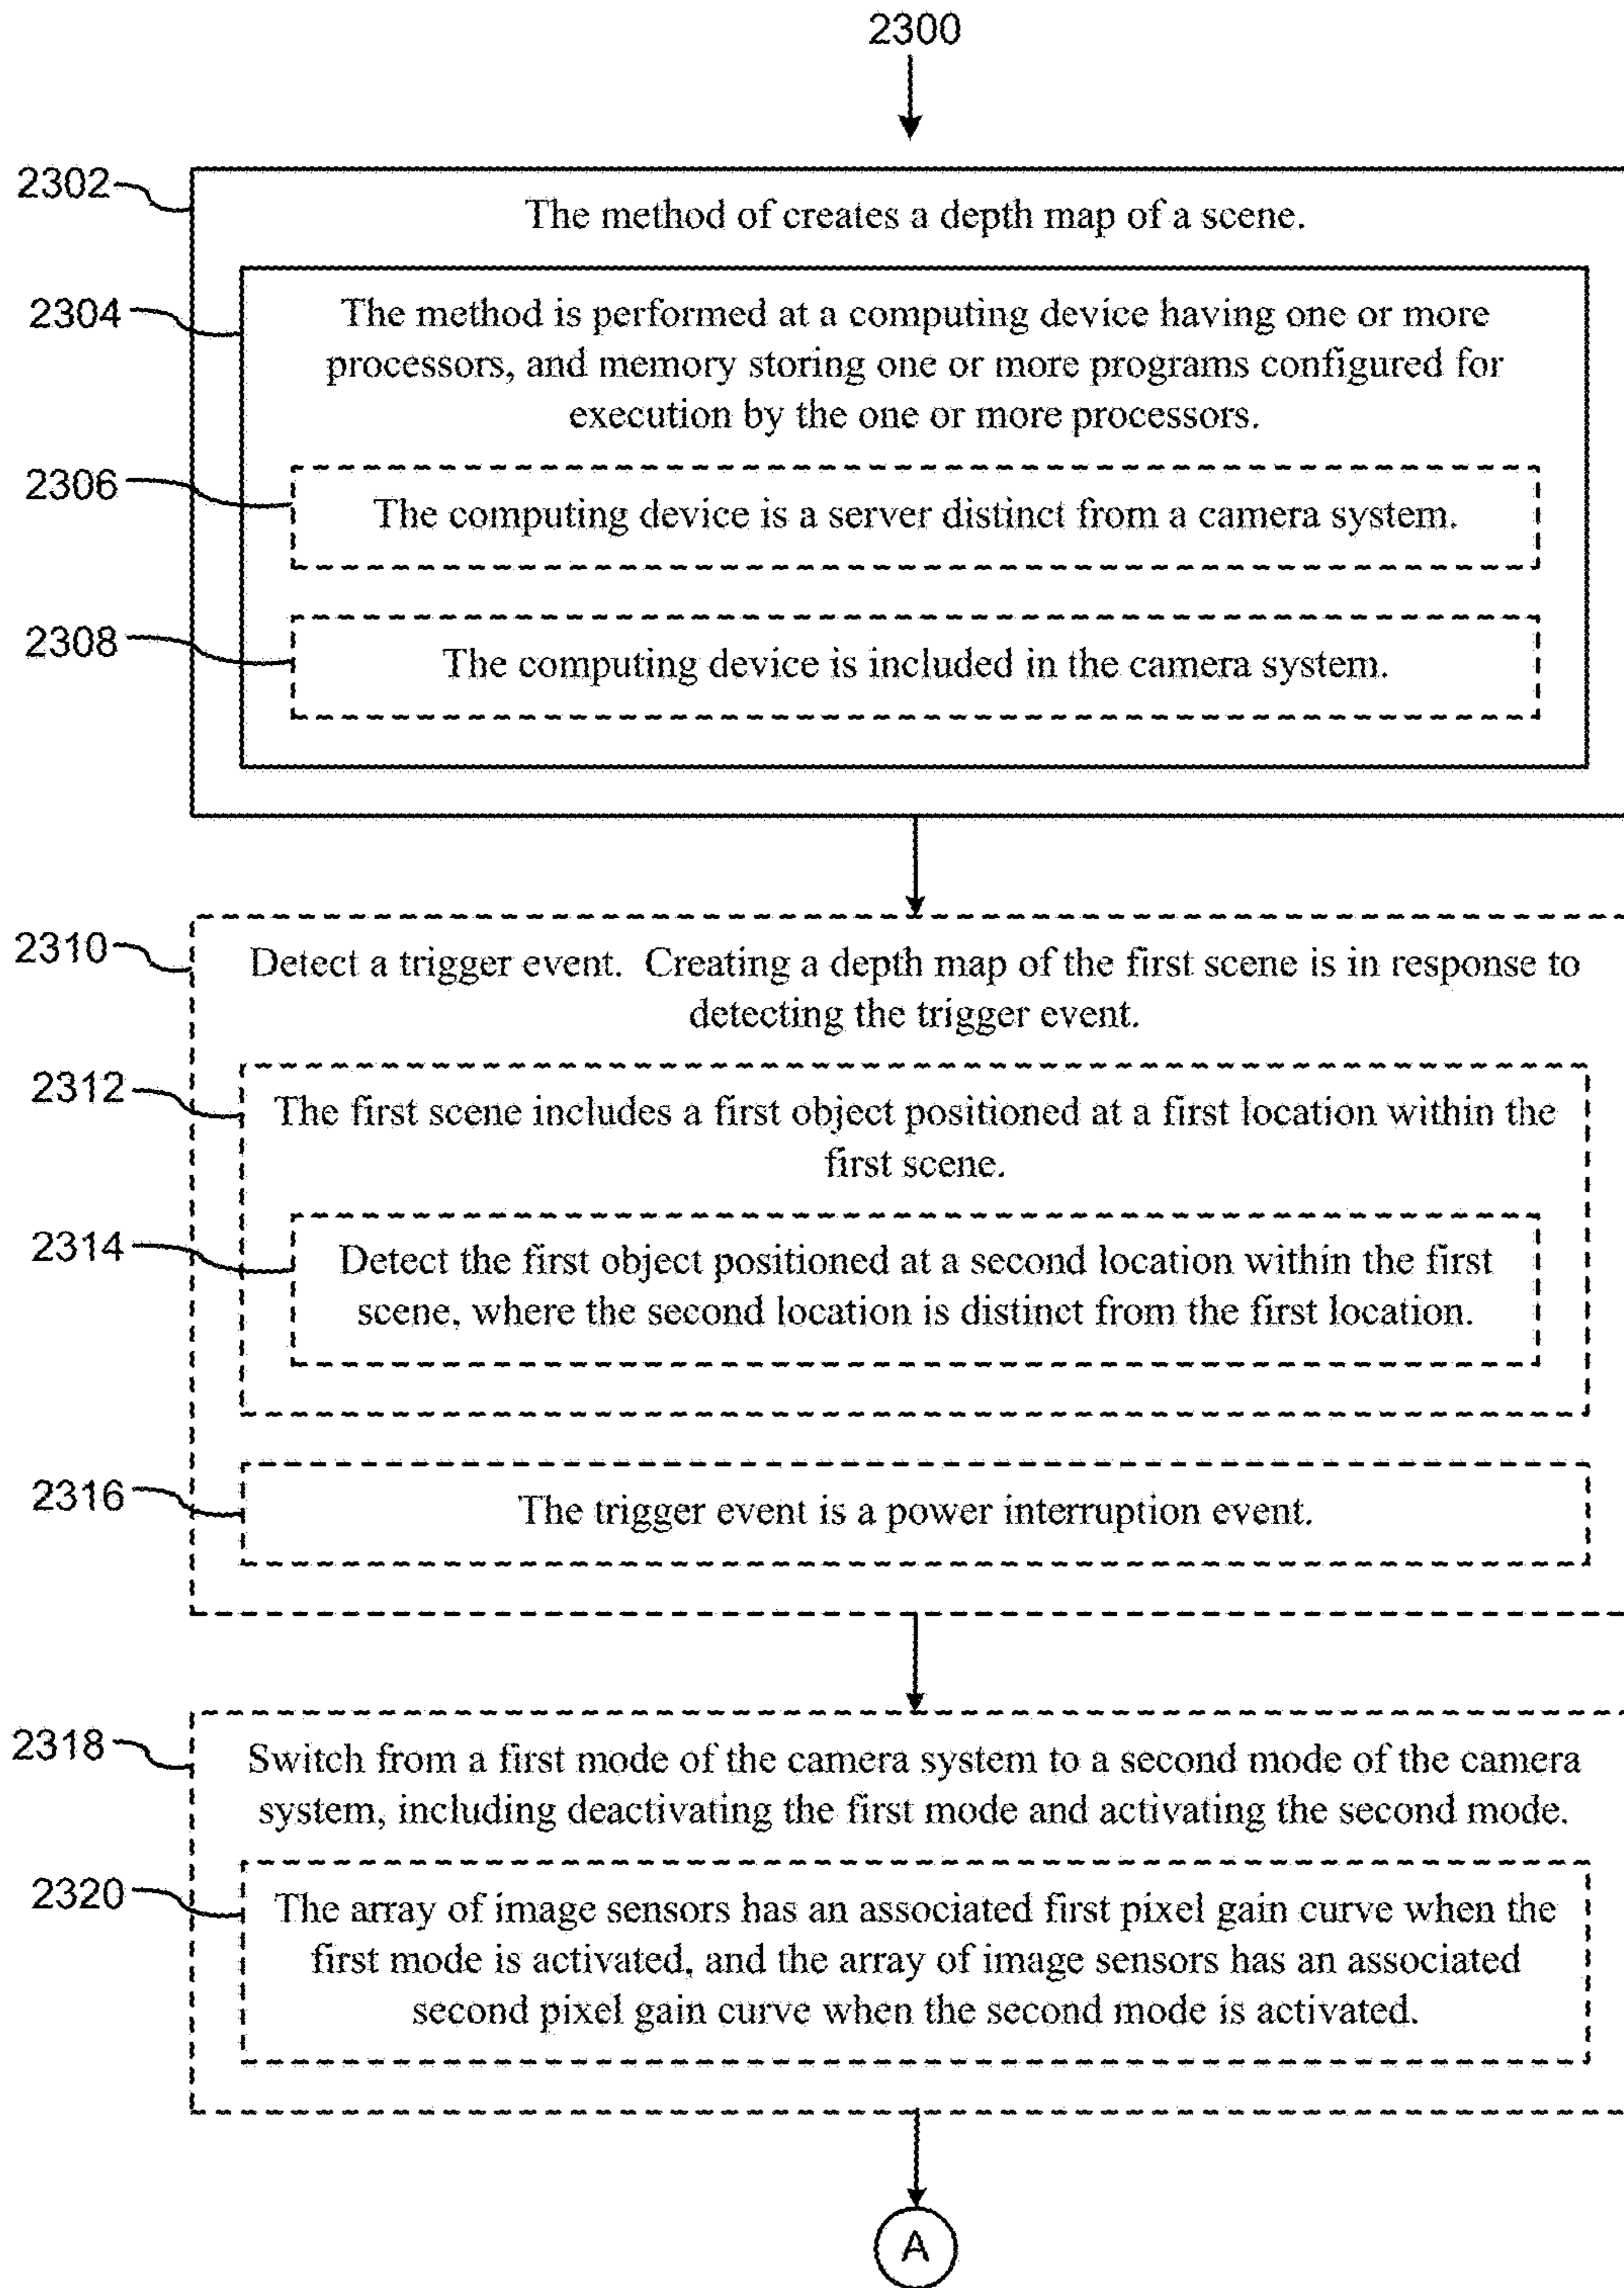 2300
2302
The method of creates a depth map of a scene.
2304
The method is performed at a computing device having one or more
processors, and memory storing one or more programs configured for
execution by the one or more processors.
2306
The computing device is a server distinct from a camera system.
2308
The computing device is included in the camera system.
2310
Detect a trigger event.  Creating a depth map of the first scene is in response to
detecting the trigger event.
2312
The first scene includes a first object positioned at a first location within the
first scene.
2314
Detect the first object positioned at a second location within the first
scene, where the second location is distinct from the first location.
2316
The trigger event is a power interruption event.
2318
Switch from a first mode of the camera system to a second mode of the camera
system, including deactivating the first mode and activating the second mode.
2320
The array of image sensors has an associated first pixel gain curve when the
first mode is activated, and the array of image sensors has an associated
second pixel gain curve when the second mode is activated.
A